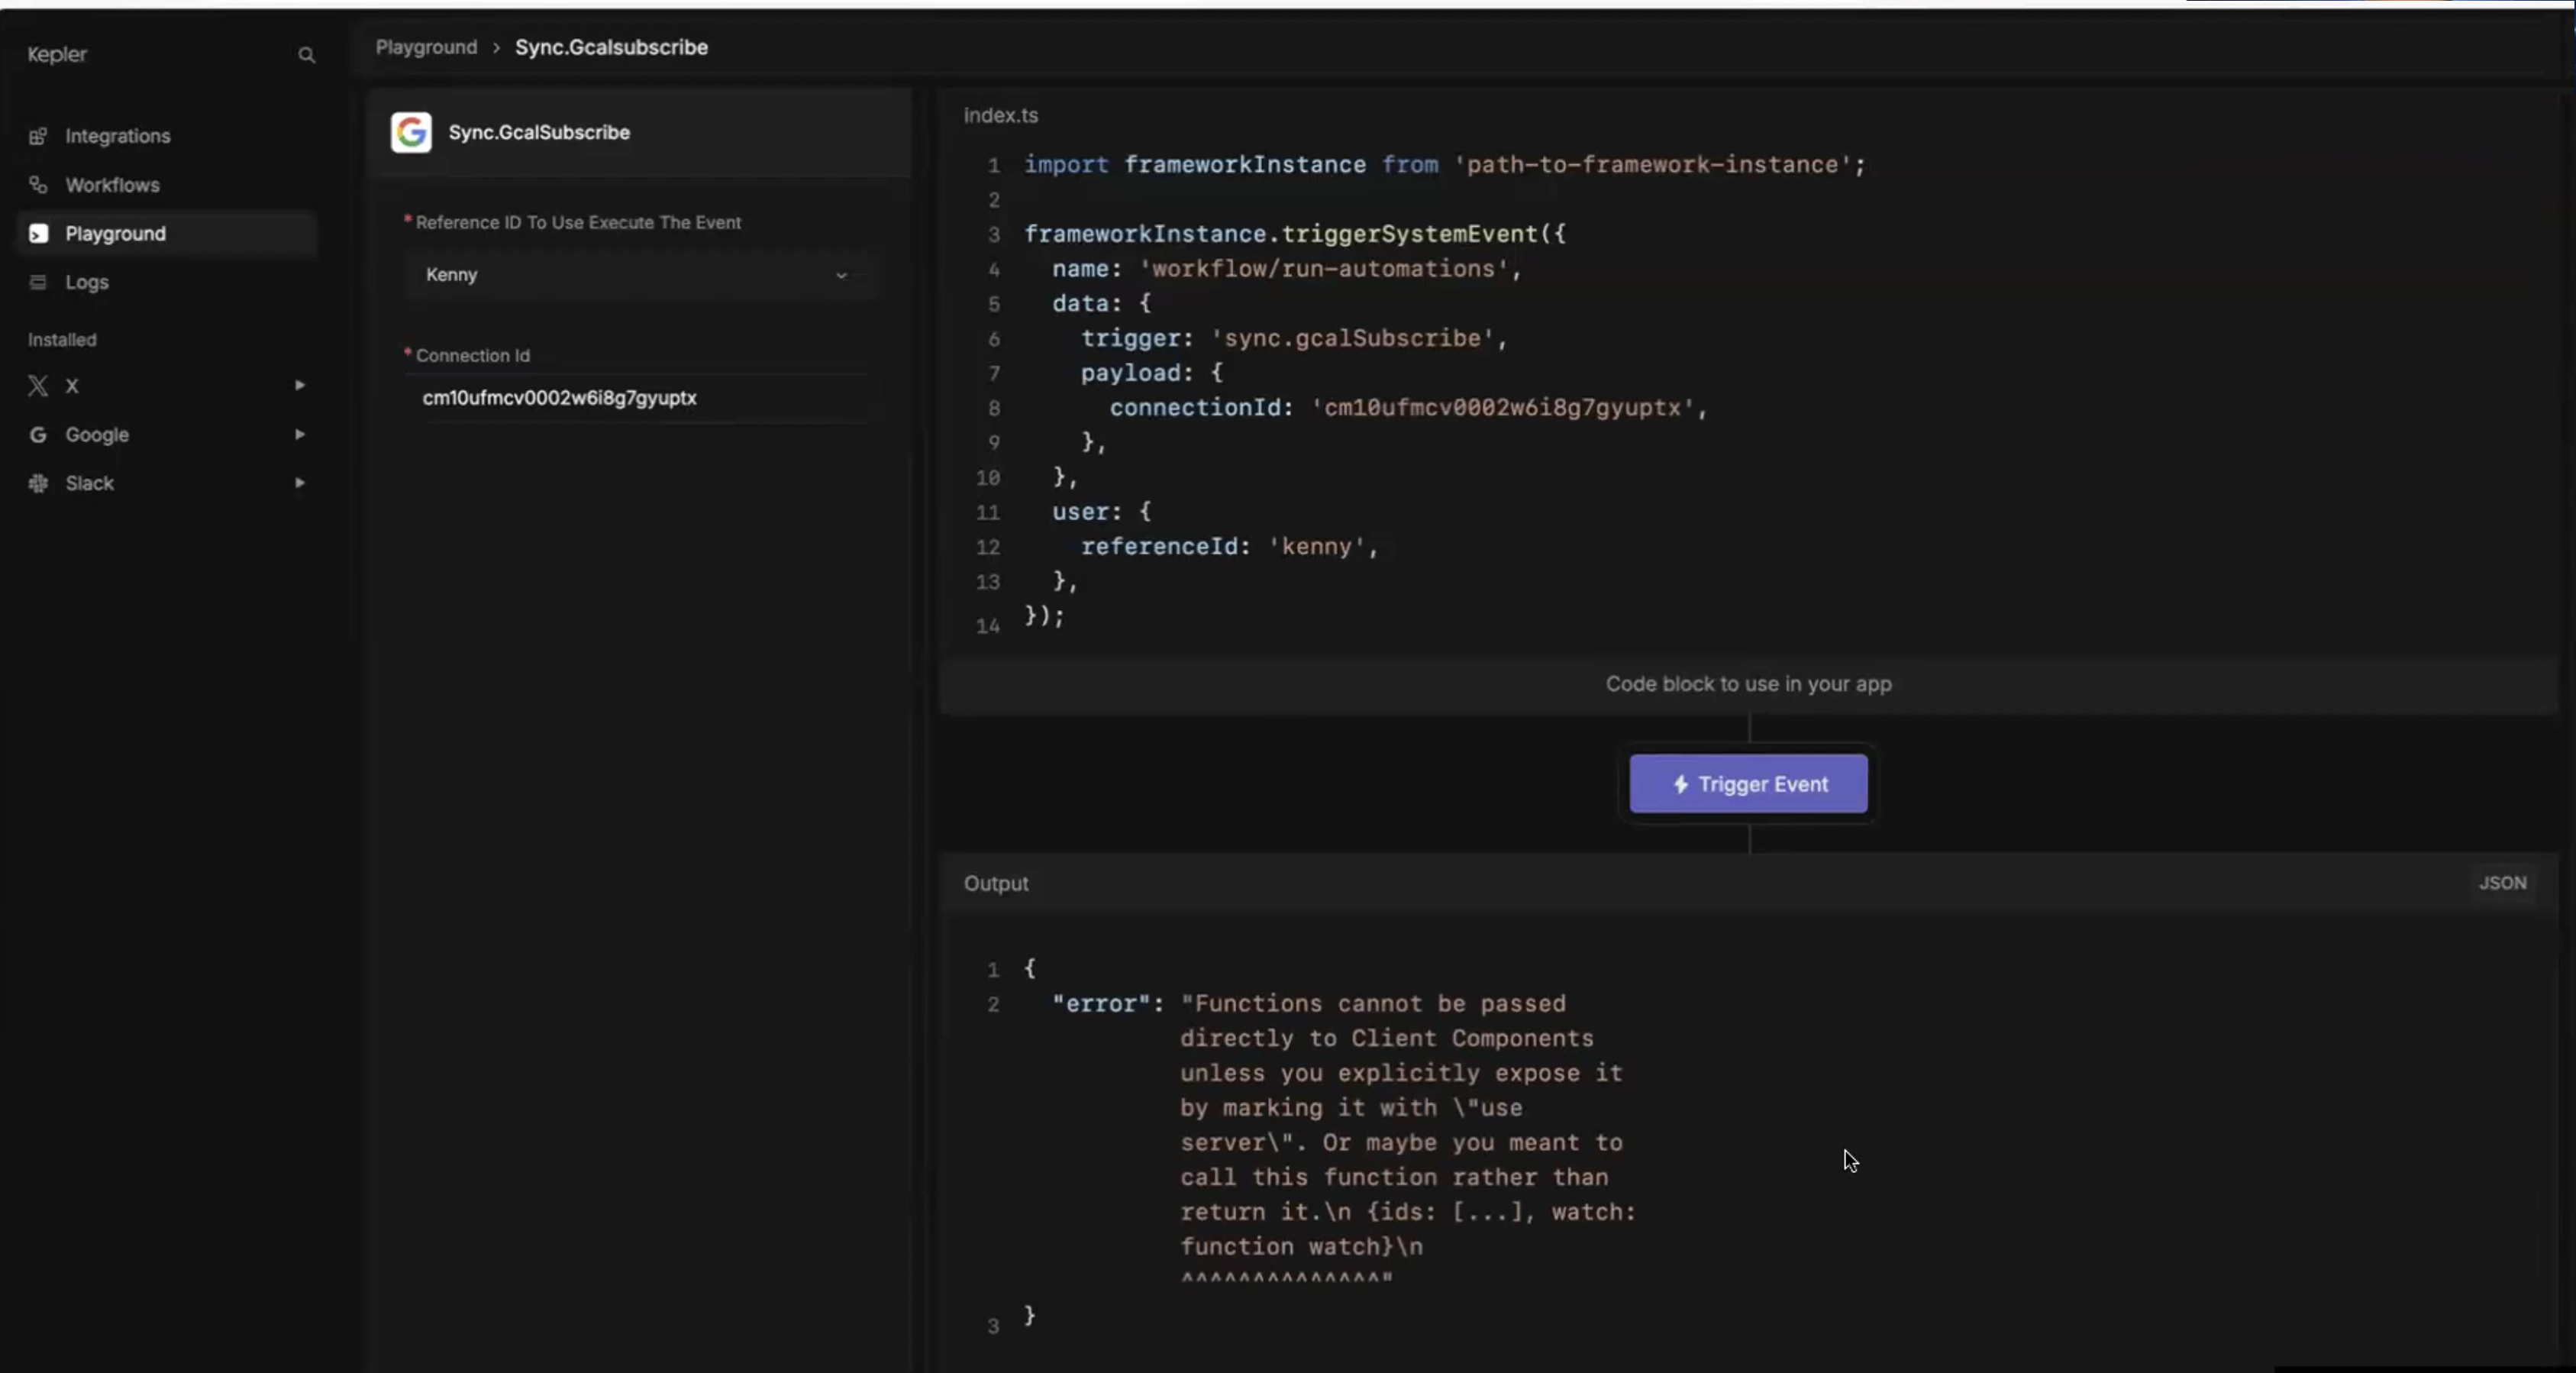 Kepler
Integrations
Workflows
Playground
Logs
Installed
X
Google
Slack
Playground > Sync.Gcalsubscribe
Sync.GcalSubscribe
* Reference ID To Use Execute The Event
Kenny
* Connection Id
cm10ufmcv0002w6i8g7gyuptx
index.ts
1 import frameworkInstance from 'path-to-framework-instance';
2
3 frameworkInstance.triggerSystemEvent({
4 name: 'workflow/run-automations',
5 data: {
6 trigger: 'sync.gcalSubscribe',
7 payload: {
8 connectionId: 'cm10ufmcv0002w6i8g7gyuptx',
9 },
10 },
11 user: {
12 referenceId: 'kenny',
13 },
14 });
Code block to use in your app
Trigger Event
Output JSON
1 {
2 "error": "Functions cannot be passed
directly to Client Components
unless you explicitly expose it
by marking it with \"use
server\". Or maybe you meant to
call this function rather than
return it.\n {ids: [...], watch:
function watch}\n
^^^^^^^^^^^^^^"
3 }